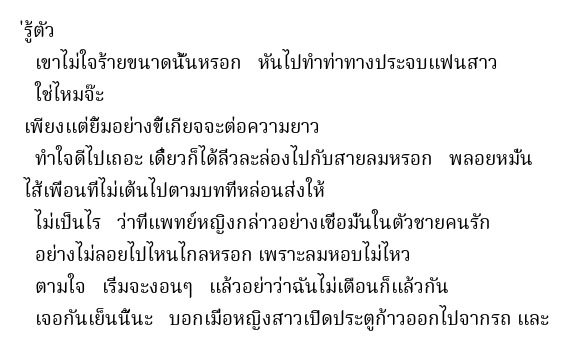 ่รู้ตัว
เขาไม่ใจร้ายขนาดนั้นหรอก หันไปทำท่าทางประจบแฟนสาว
ใช่ไหมจ๊ะ
เพียงแต่ยิ้มอย่างขี้เกียจจะต่อความยาว
ทำใจดีไปเถอะ เดี๋ยวก็ได้ลิ่วละล่องไปกับสายลมหรอก พลอยหมั่น
ไส้เพื่อนที่ไม่เต้นไปตามบทที่หล่อนส่งให้
ไม่เป็นไร ว่าที่แพทย์หญิงกล่าวอย่างเชื่อมั่นในตัวชายคนรัก
อย่างไม่ลอยไปไหนไกลหรอก เพราะลมหอบไม่ไหว
ตามใจ เริ่มจะงอนๆ แล้วอย่าว่าฉันไม่เตือนก็แล้วกัน
เจอกันเย็นนี้นะ บอกเมื่อหญิงสาวเปิดประตูก้าวออกไปจากรถ และ